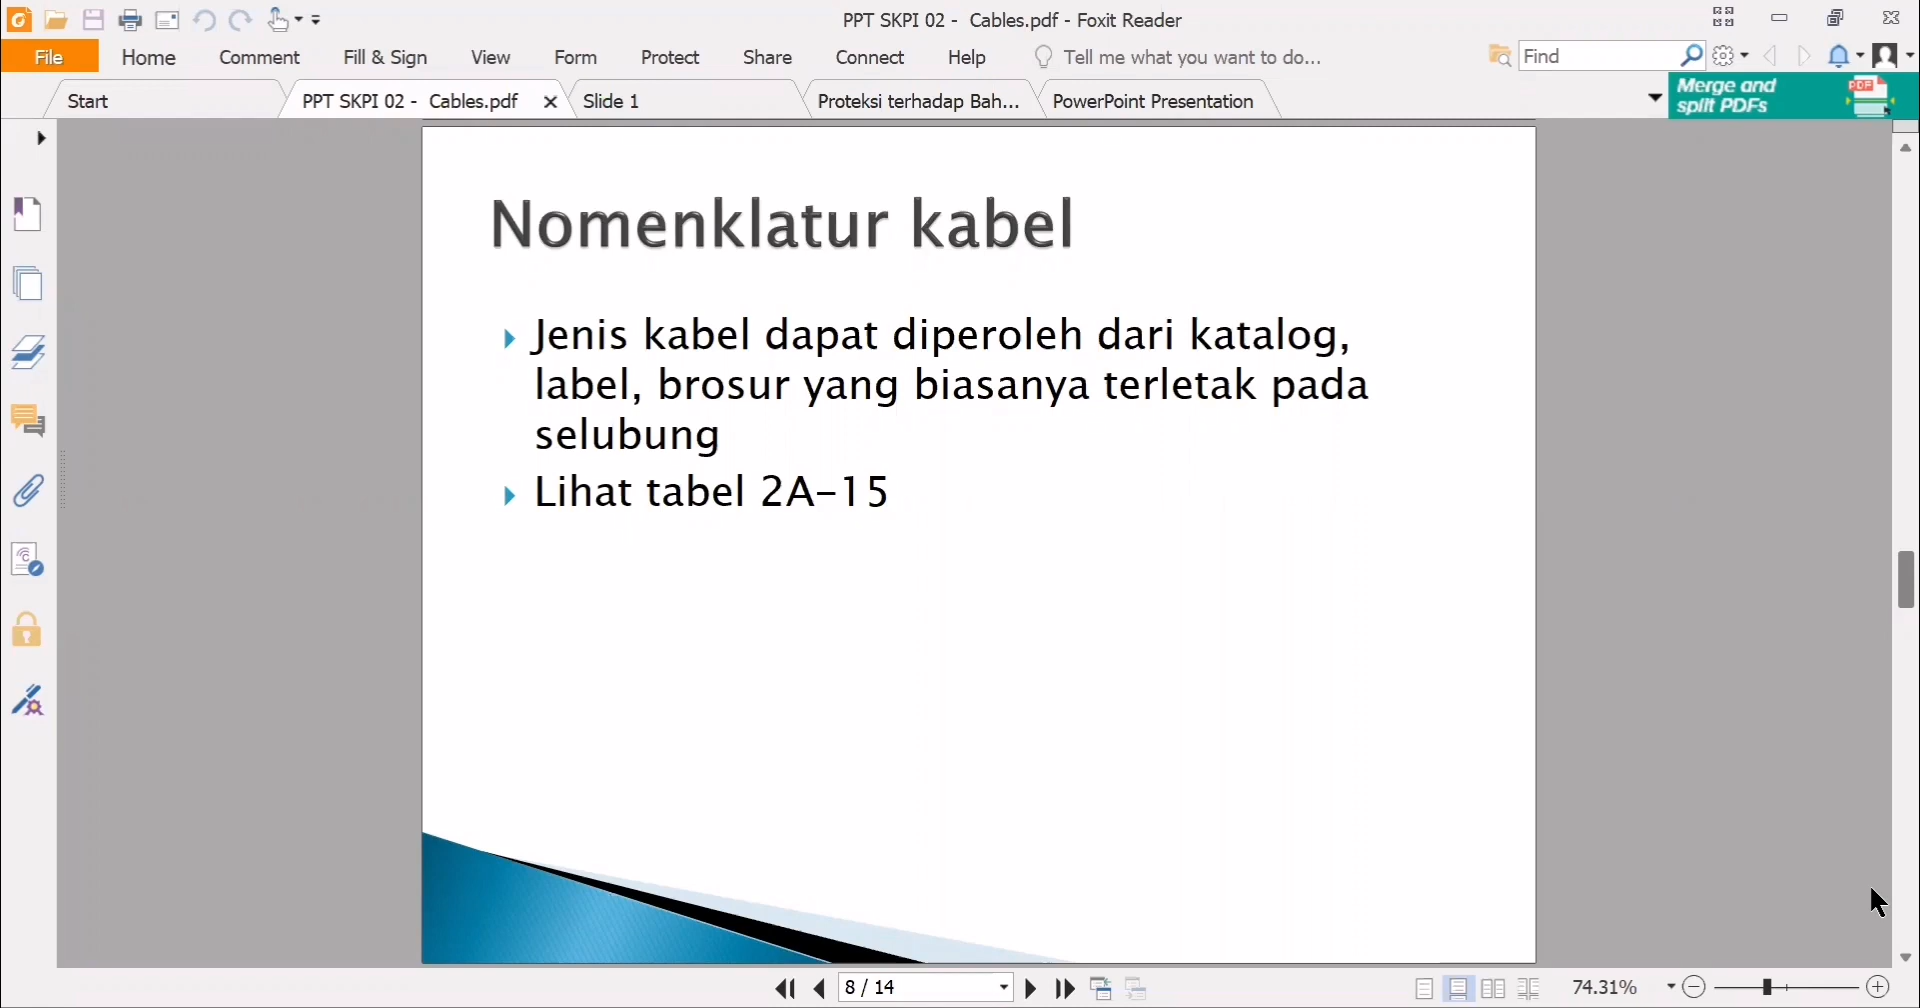 PPT SKPI 02 - Cables.pdf - Foxit Reader
File Home Comment Fill & Sign View Form Protect Share Connect Help Tell me what you want to do... Find
Start PPT SKPI 02 - Cables.pdf Slide 1 Proteksi terhadap Bah... PowerPoint Presentation
Merge and
split PDFs
PDF
Nomenklatur kabel
Jenis kabel dapat diperoleh dari katalog,
label, brosur yang biasanya terletak pada
selubung
Lihat tabel 2A-15
8 / 14 74.31%